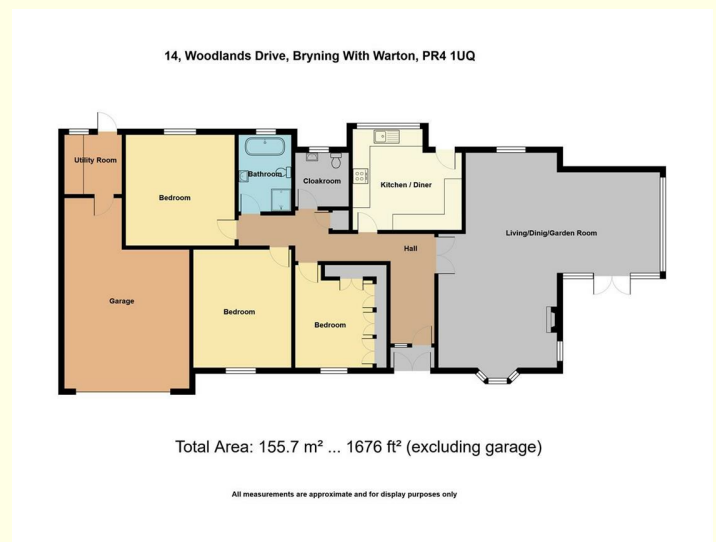 14, Woodlands Drive, Bryning With Warton, PR4 1UQ
Utility Room
Bedroom
Bathroom
Cloakroom
Kitchen / Diner
Living/Dinig/Garden Room
Hall
Garage
Bedroom
Bedroom
Total Area: 155.7 m² ... 1676 ft² (excluding garage)
All measurements are approximate and for display purposes only